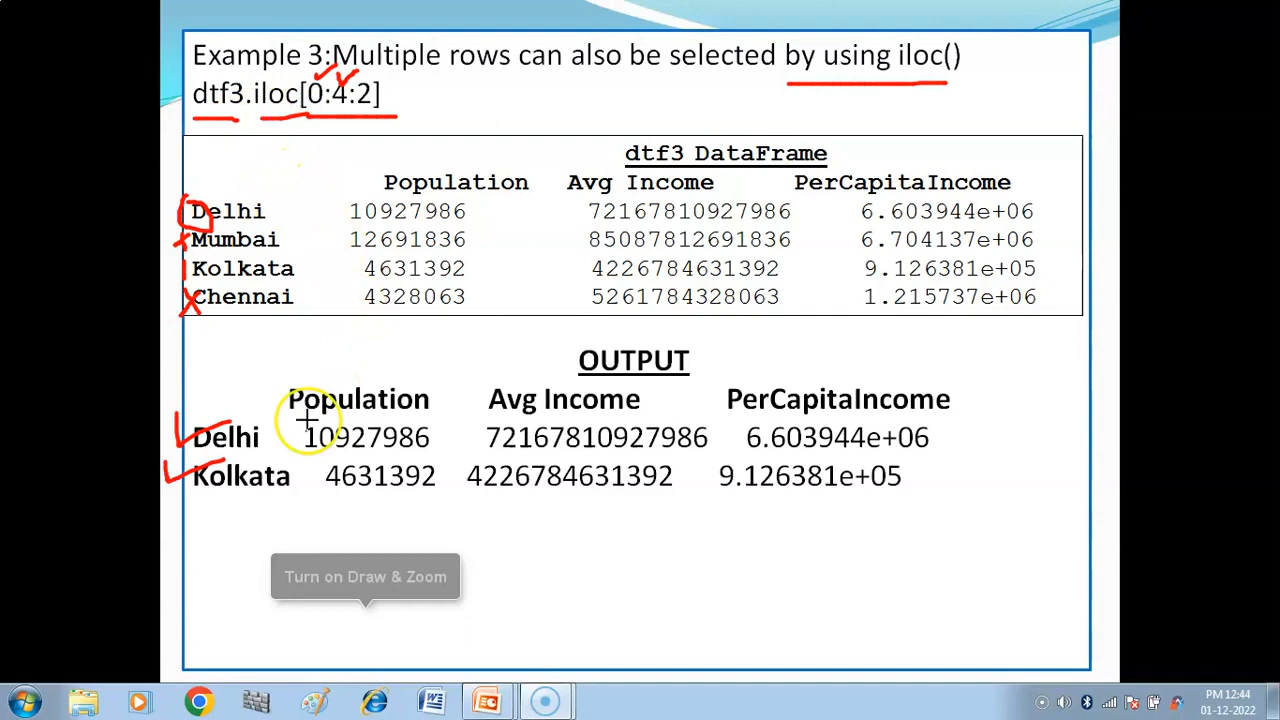 Example 3:Multiple rows can also be selected by using iloc()
dtf3.iloc[0:4:2]
dtf3 DataFrame
Population Avg Income PerCapitaIncome
Delhi 10927986 72167810927986 6.603944e+06
Mumbai 12691836 85087812691836 6.704137e+06
Kolkata 4631392 4226784631392 9.126381e+05
Chennai 4328063 5261784328063 1.215737e+06
OUTPUT
Population Avg Income PerCapitaIncome
Delhi 10927986 72167810927986 6.603944e+06
Kolkata 4631392 4226784631392 9.126381e+05
Turn on Draw & Zoom
PM 12:44
01-12-2022